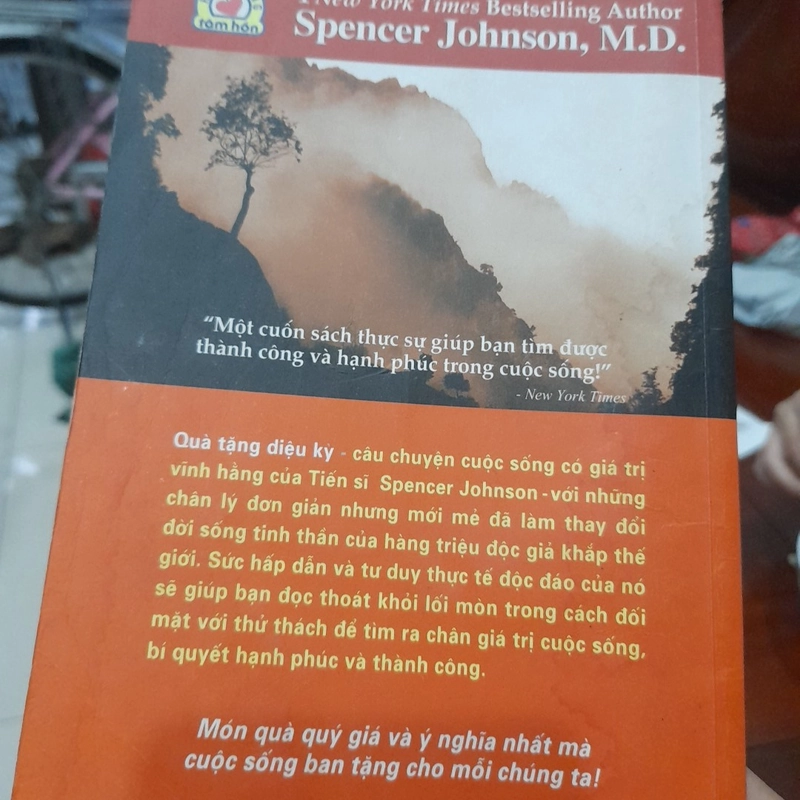 tâm hồn
New York Times Bestselling Author
Spencer Johnson, M.D.
“Một cuốn sách thực sự giúp bạn tìm được
thành công và hạnh phúc trong cuộc sống!”
- New York Times
Quà tặng diệu kỳ - câu chuyện cuộc sống có giá trị
vĩnh hằng của Tiến sĩ Spencer Johnson - với những
chân lý đơn giản nhưng mới mẻ đã làm thay đổi
đời sống tinh thần của hàng triệu độc giả khắp thế
giới. Sức hấp dẫn và tư duy thực tế độc đáo của nó
sẽ giúp bạn đọc thoát khỏi lối mòn trong cách đối
mặt với thử thách để tìm ra chân giá trị cuộc sống,
bí quyết hạnh phúc và thành công.
Món quà quý giá và ý nghĩa nhất mà
cuộc sống ban tặng cho mỗi chúng ta!